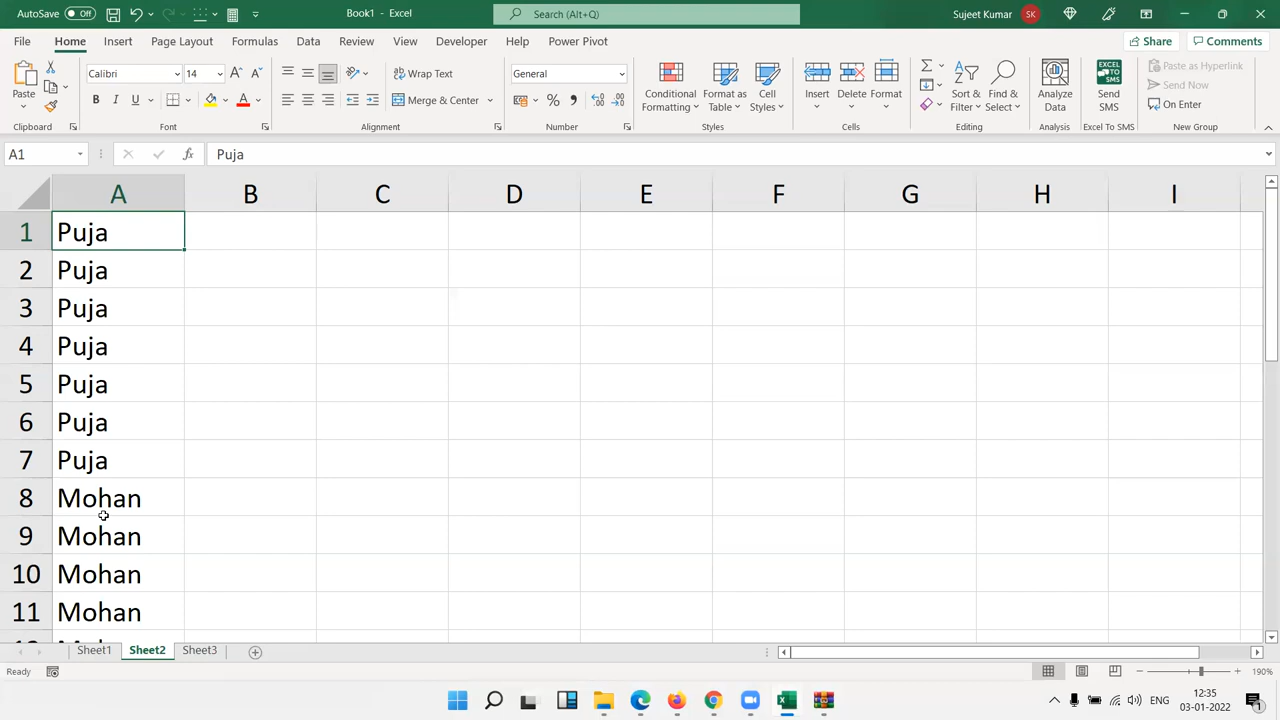 AutoSave Off Book1 - Excel Search (Alt+Q) Sujeet Kumar SK
File Home Insert Page Layout Formulas Data Review View Developer Help Power Pivot Share Comments
Paste Calibri 14 A A Wrap Text General Conditional Formatting Format as Table Cell Styles Insert Delete Format Sort & Filter Find & Select Analyze Data Send SMS Paste as Hyperlink
Send Now
B I U A Merge & Center % On Enter
Clipboard Font Alignment Number Styles Cells Editing Analysis Excel To SMS New Group
A1 fx Puja
A B C D E F G H I
1 Puja
2 Puja
3 Puja
4 Puja
5 Puja
6 Puja
7 Puja
8 Mohan
9 Mohan
10 Mohan
11 Mohan
Sheet1 Sheet2 Sheet3
Ready 190%
ENG 12:35
03-01-2022 1